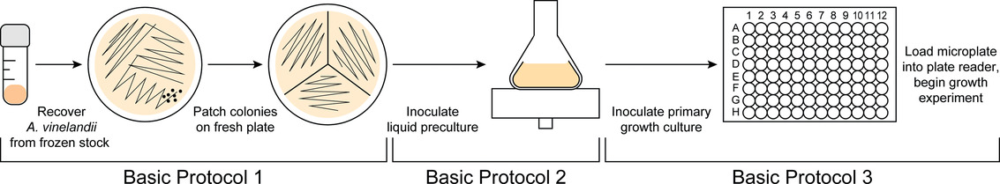 Recover
A. vinelandii
from frozen stock
Patch colonies
on fresh plate
Inoculate
liquid preculture
Inoculate primary
growth culture
1 2 3 4 5 6 7 8 9 10 11 12
A
B
C
D
E
F
G
H
Load microplate
into plate reader,
begin growth
experiment
Basic Protocol 1
Basic Protocol 2
Basic Protocol 3